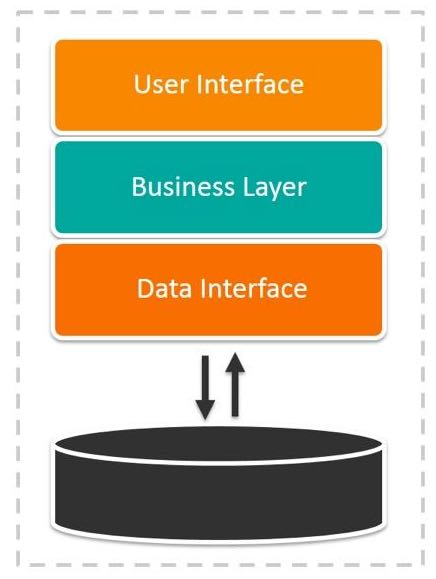 User Interface
Business Layer
Data Interface